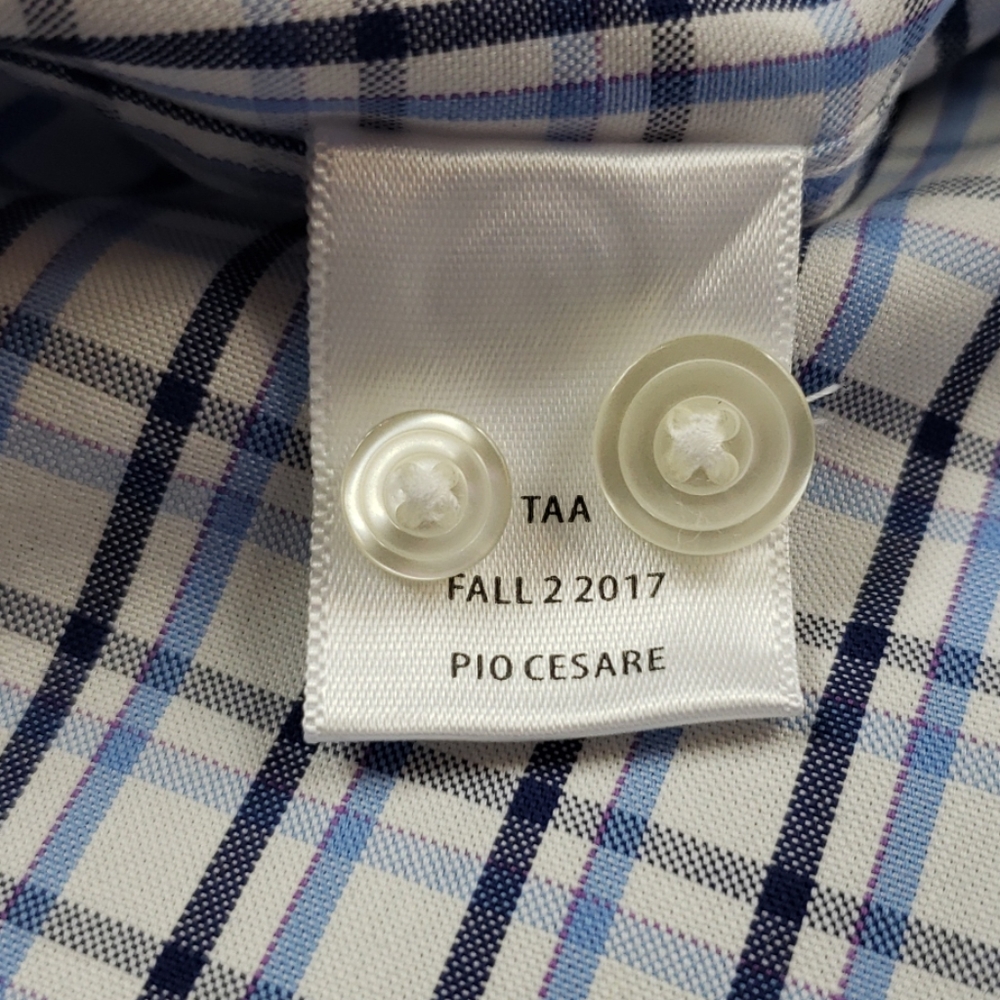 TAA
FALL 2 2017
PIO CESARE